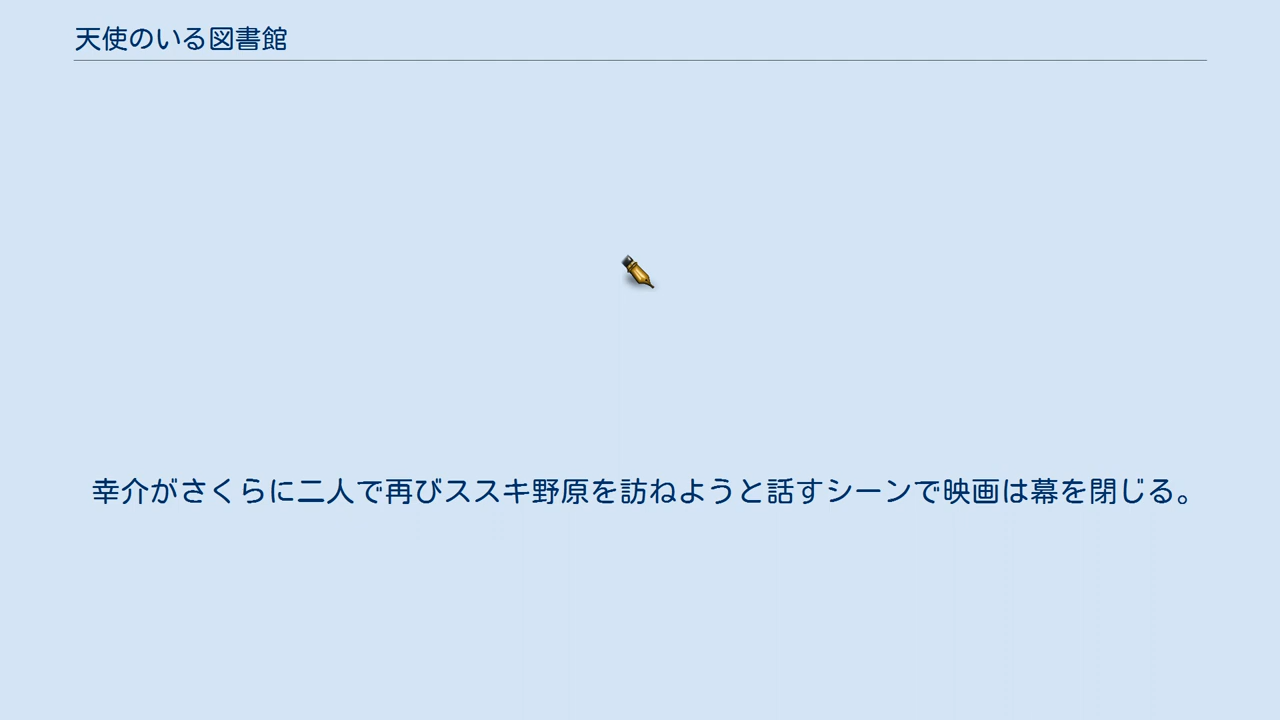 天使のいる図書館
幸介がさくらに二人で再びススキ野原を訪ねようと話すシーンで映画は幕を閉じる。